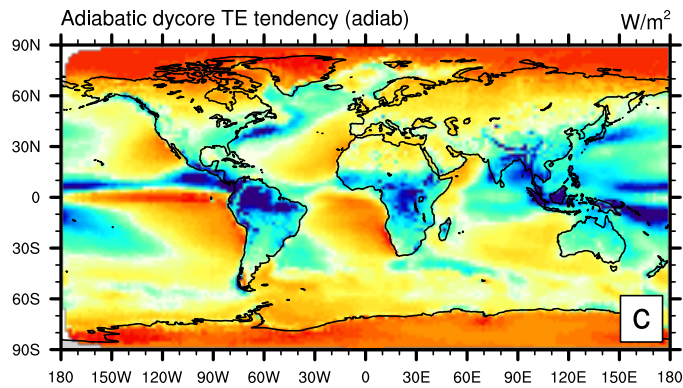 Adiabatic dycore TE tendency (adiab) W/m²
90N
60N
30N
0
30S
60S
90S
C
180 150W 120W 90W 60W 30W 0 30E 60E 90E 120E 150E 180